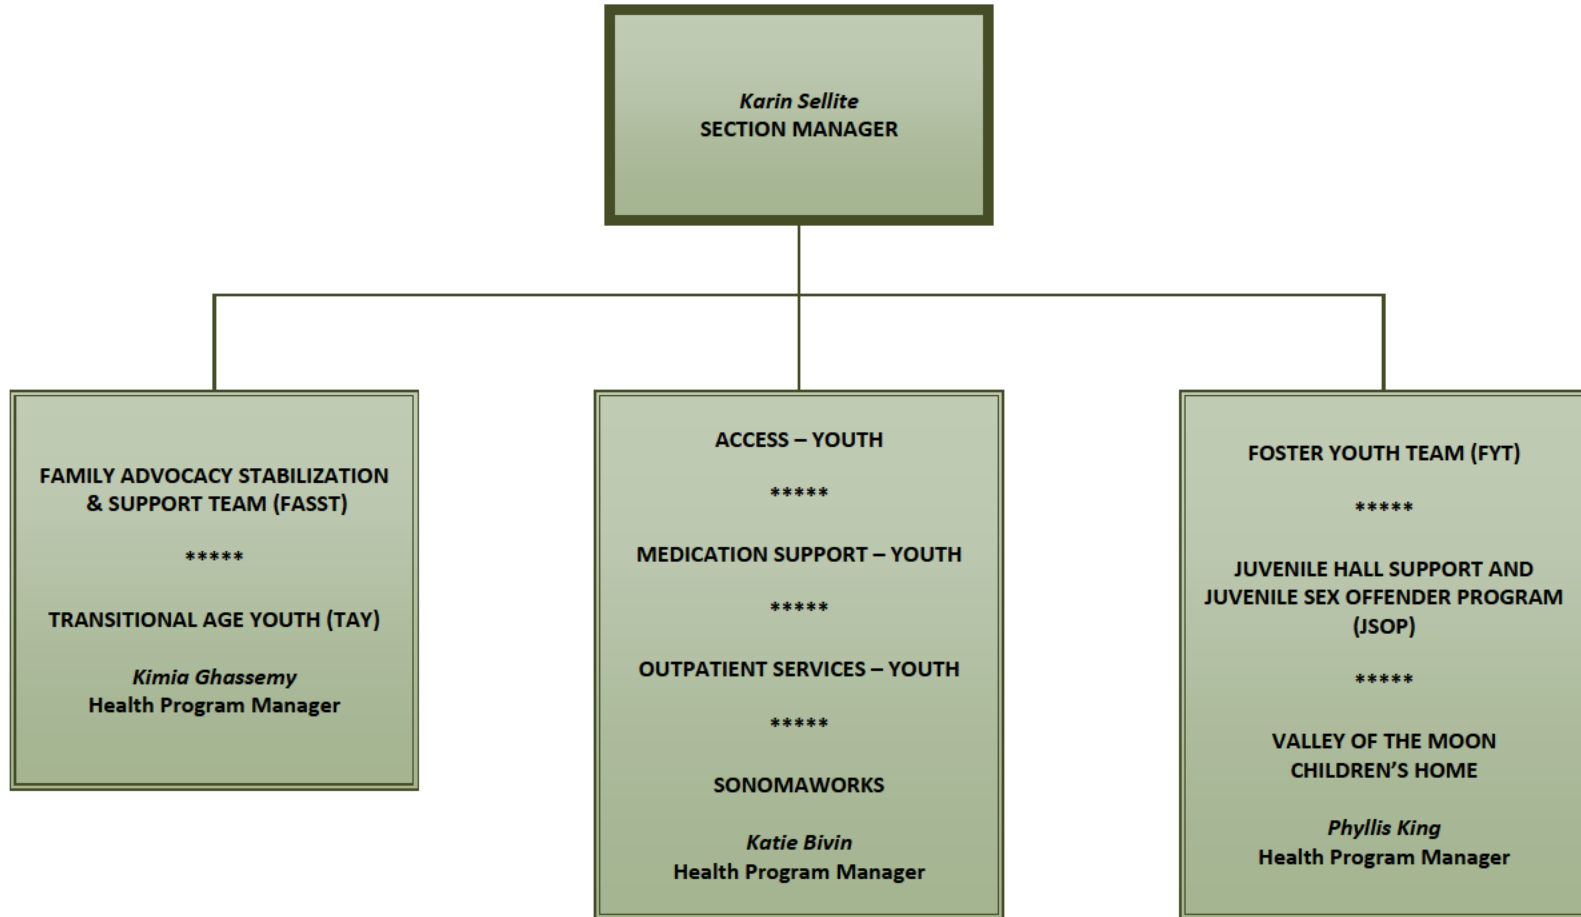 Karin Sellite
SECTION MANAGER
FAMILY ADVOCACY STABILIZATION
& SUPPORT TEAM (FASST)
*****
TRANSITIONAL AGE YOUTH (TAY)
Kimia Ghassemy
Health Program Manager
ACCESS – YOUTH
*****
MEDICATION SUPPORT – YOUTH
*****
OUTPATIENT SERVICES – YOUTH
*****
SONOMAWORKS
Katie Bivin
Health Program Manager
FOSTER YOUTH TEAM (FYT)
*****
JUVENILE HALL SUPPORT AND
JUVENILE SEX OFFENDER PROGRAM
(JSOP)
*****
VALLEY OF THE MOON
CHILDREN’S HOME
Phyllis King
Health Program Manager